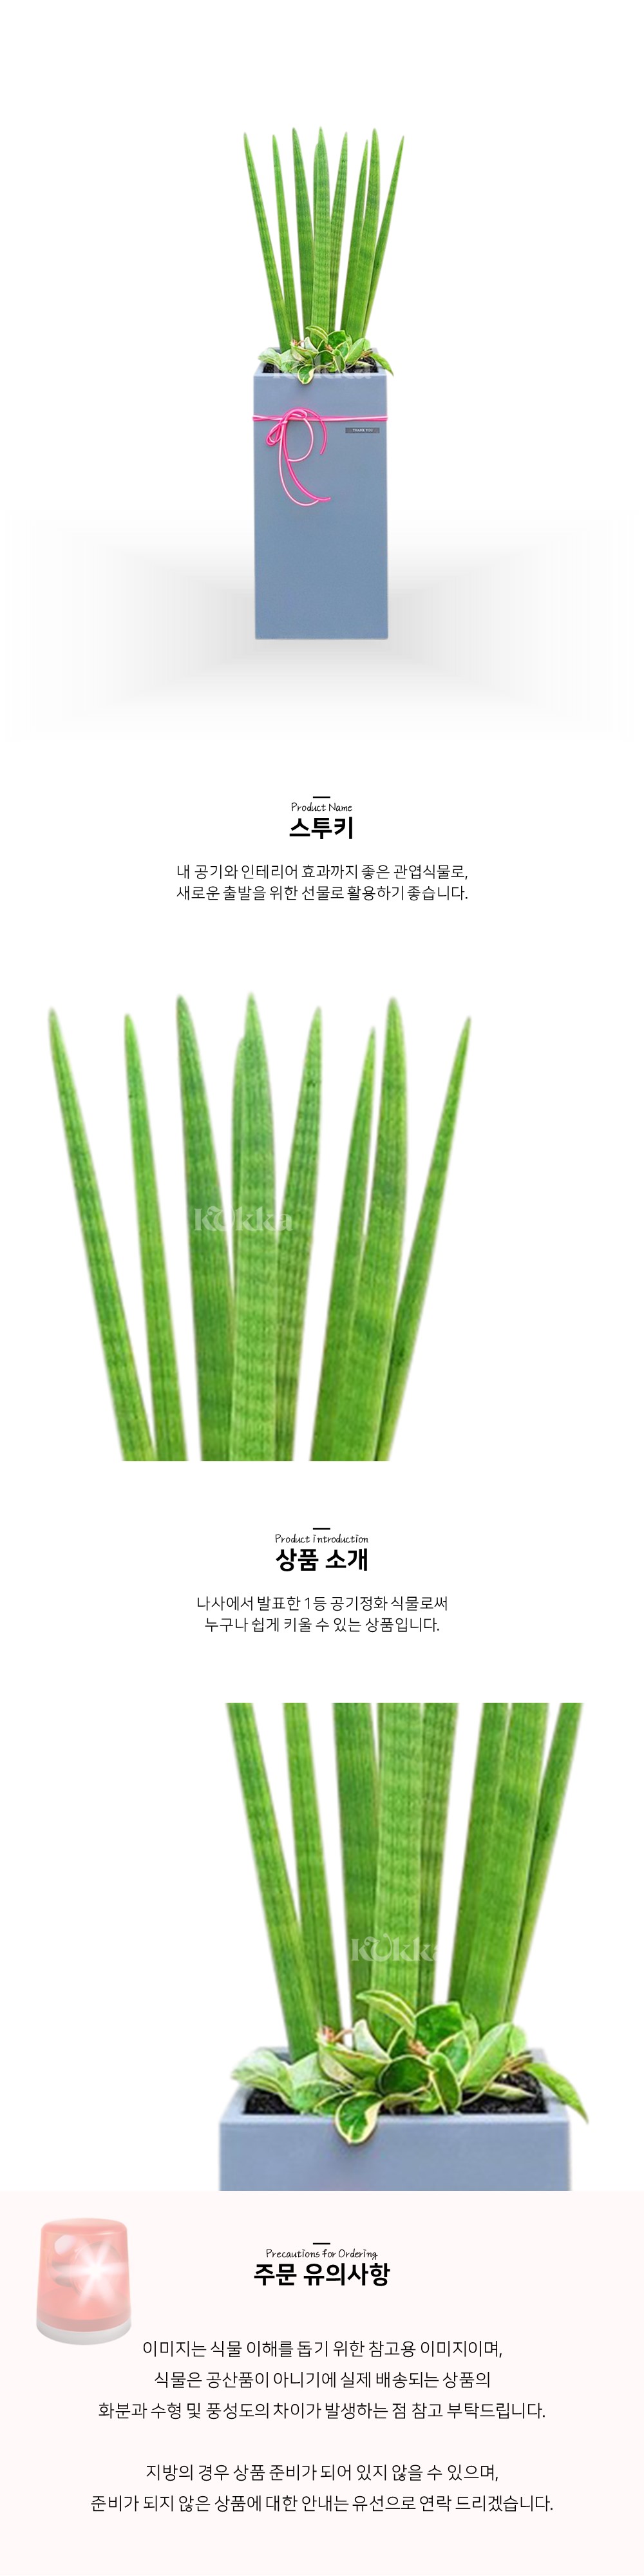 Kukka
THANK YOU
Product Name
스투키
내 공기와 인테리어 효과까지 좋은 관엽식물로,
새로운 출발을 위한 선물로 활용하기 좋습니다.
Kukka
Product introduction
상품 소개
나사에서 발표한 1등 공기정화 식물로써
누구나 쉽게 키울 수 있는 상품입니다.
Kukka
Precautions for Ordering
주문 유의사항
이미지는 식물 이해를 돕기 위한 참고용 이미지이며,
식물은 공산품이 아니기에 실제 배송되는 상품의
화분과 수형 및 풍성도의 차이가 발생하는 점 참고 부탁드립니다.
지방의 경우 상품 준비가 되어 있지 않을 수 있으며,
준비가 되지 않은 상품에 대한 안내는 유선으로 연락 드리겠습니다.